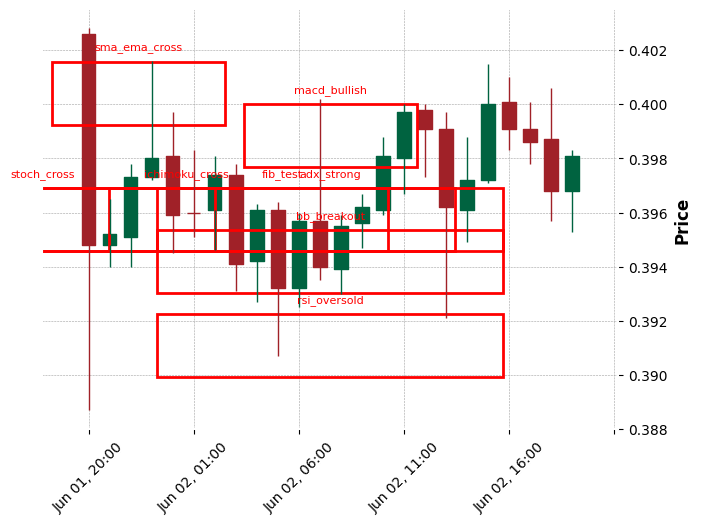 sma_ema_cross
macd_bullish
stoch_cross
ichimoku_cross
fib_test
adx_strong
bb_breakout
rsi_oversold
0.402
0.400
0.398
0.396
0.394
0.392
0.390
0.388
Price
Jun 01, 20:00
Jun 02, 01:00
Jun 02, 06:00
Jun 02, 11:00
Jun 02, 16:00